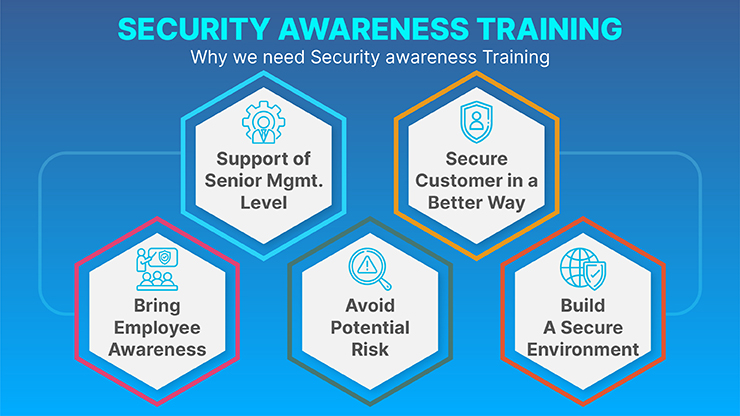 SECURITY AWARENESS TRAINING
Why we need Security awareness Training
Support of
Senior Mgmt.
Level
Secure
Customer in a
Better Way
Bring
Employee
Awareness
Avoid
Potential
Risk
Build
A Secure
Environment